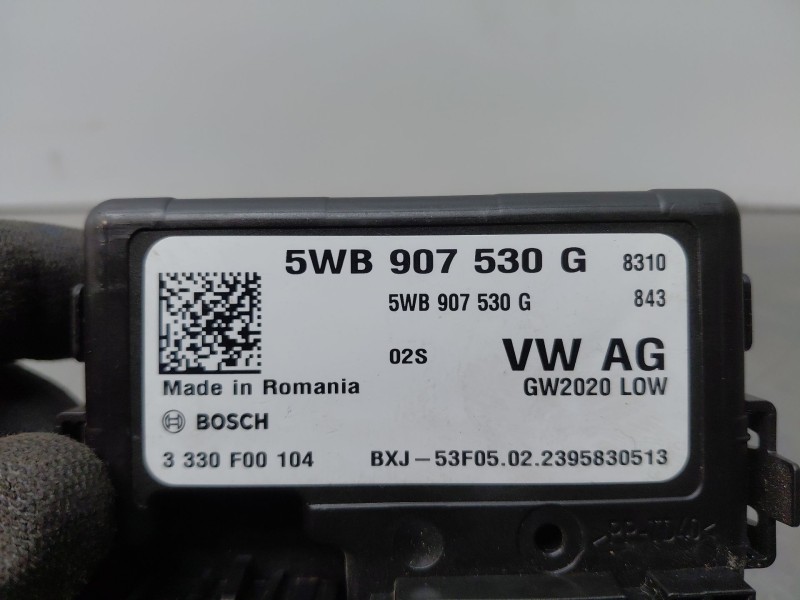 5WB 907 530 G 8310
5WB 907 530 G 843
02S VW AG
Made in Romania GW2020 LOW
BOSCH
3 330 F00 104 BXJ-53F05.02.2395830513